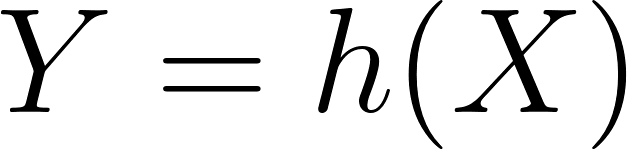 Y = h(X)